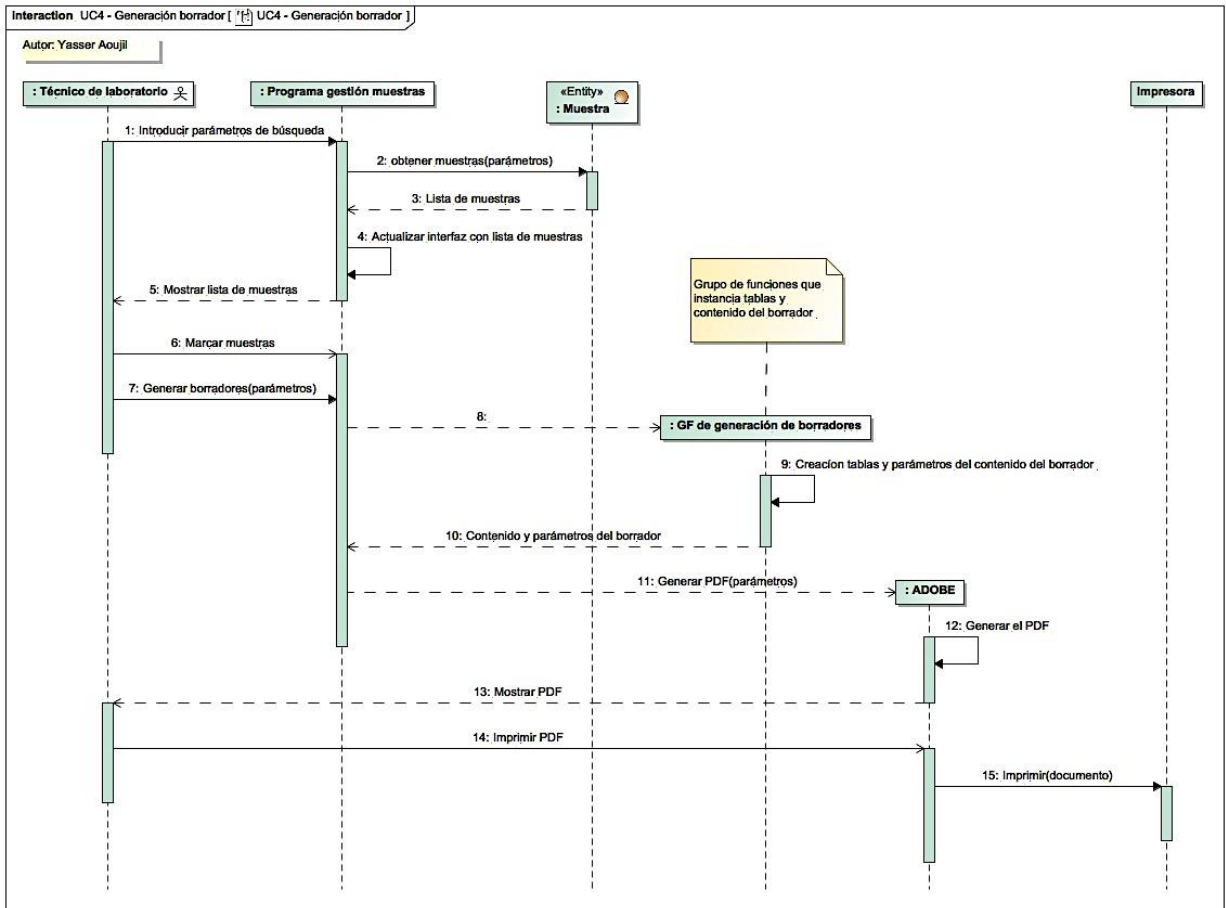 Interaction UC4 - Generación borrador [ UC4 - Generación borrador ]
Autor: Yasser Aoujil
: Técnico de laboratorio
: Programa gestión muestras
«Entity»
: Muestra
Impresora
1: Introducir parámetros de búsqueda
2: obtener muestras(parámetros)
3: Lista de muestras
4: Actualizar interfaz con lista de muestras
5: Mostrar lista de muestras
Grupo de funciones que
instancia tablas y
contenido del borrador
6: Marcar muestras
7: Generar borradores(parámetros)
8:
: GF de generación de borradores
9: Creacíon tablas y parámetros del contenido del borrador
10: Contenido y parámetros del borrador
11: Generar PDF(parámetros)
: ADOBE
12: Generar el PDF
13: Mostrar PDF
14: Imprimir PDF
15: Imprimir(documento)